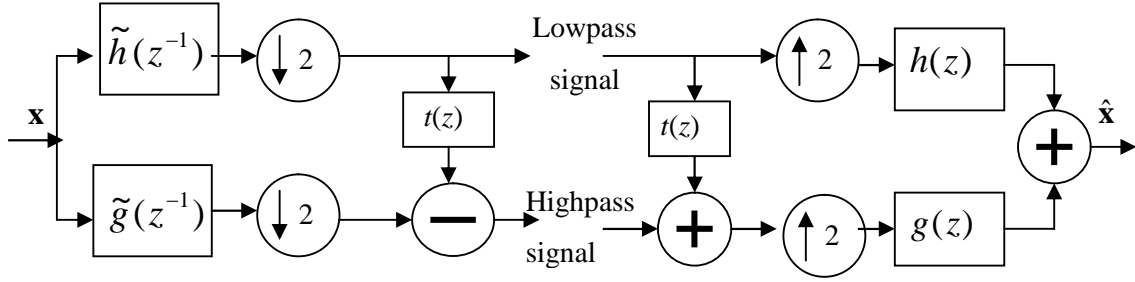 h̃(z⁻¹)
↓ 2
Lowpass
signal
↑ 2
h(z)
x
t(z)
t(z)
x̂
+
g̃(z⁻¹)
↓ 2
−
Highpass
signal
+
↑ 2
g(z)